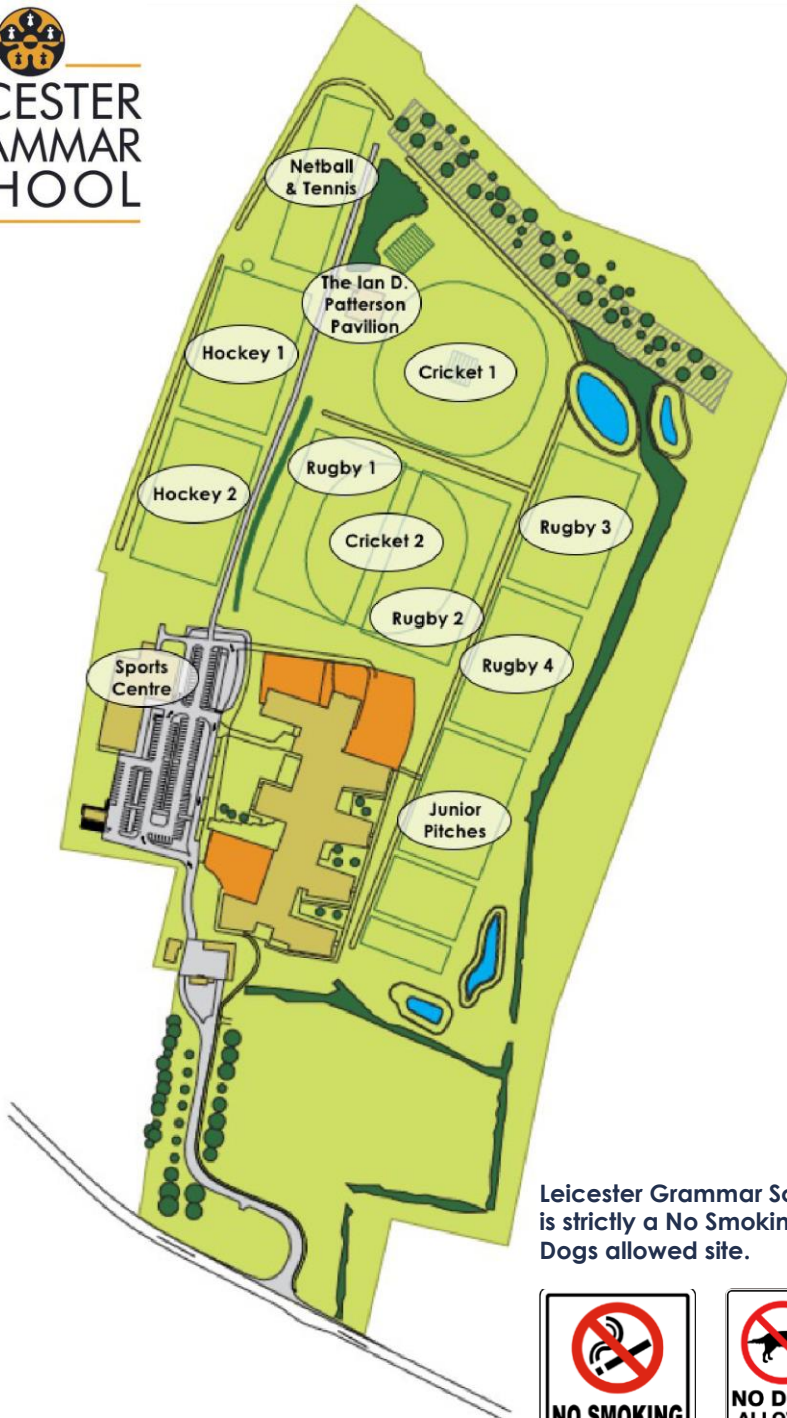 CESTER
AMMAR
HOOL
Netball
& Tennis
The Ian D.
Patterson
Pavilion
Hockey 1
Cricket 1
Rugby 1
Hockey 2
Cricket 2
Rugby 3
Rugby 2
Rugby 4
Sports
Centre
Junior
Pitches
Leicester Grammar Sc
is strictly a No Smokin
Dogs allowed site.
NO SMOKING
NO D
ALLO